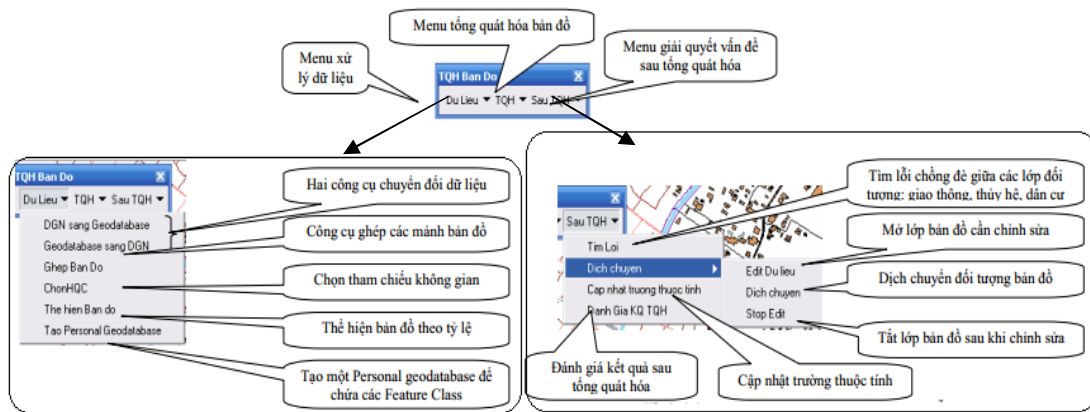 Menu tổng quát hóa bản đồ
Menu xử
lý dữ liệu
Menu giải quyết vấn đề
sau tổng quát hóa
TQH Ban Do
Du Lieu TQH Sau TQH
TQH Ban Do
Du Lieu TQH Sau TQH
DGN sang Geodatabase
Geodatabase sang DGN
Ghep Ban Do
ChonHQC
The hien Ban do
Tao Personal Geodatabase
Hai công cụ chuyển đổi dữ liệu
Công cụ ghép các mảnh bản đồ
Chọn tham chiếu không gian
Thể hiện bản đồ theo tỷ lệ
Tạo một Personal geodatabase để
chứa các Feature Class
Sau TQH
Tim Loi
Dich chuyen
Cap nhat truong thuoc tinh
Danh Gia KQ TQH
Edit Du lieu
Dich chuyen
Stop Edit
Tìm lỗi chồng đè giữa các lớp đối
tượng: giao thông, thủy hệ, dân cư
Mở lớp bản đồ cần chỉnh sửa
Dịch chuyển đối tượng bản đồ
Tắt lớp bản đồ sau khi chỉnh sửa
Đánh giá kết quả sau
tổng quát hóa
Cập nhật trường thuộc tính